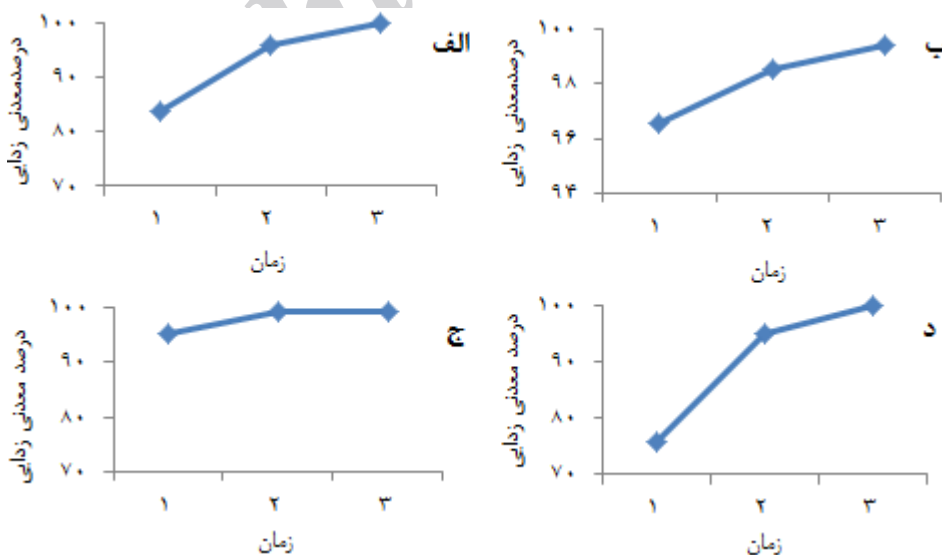 الف
درصدمعدنی زدایی
۱۰۰
۹۰
۸۰
۷۰
۱ ۲ ۳
زمان
ب
درصدمعدنی زدایی
۱۰۰
۹۸
۹۶
۹۴
۱ ۲ ۳
زمان
ج
درصد معدنی زدایی
۱۰۰
۹۰
۸۰
۷۰
۱ ۲ ۳
زمان
د
درصد معدنی زدایی
۱۰۰
۹۰
۸۰
۷۰
۱ ۲ ۳
زمان